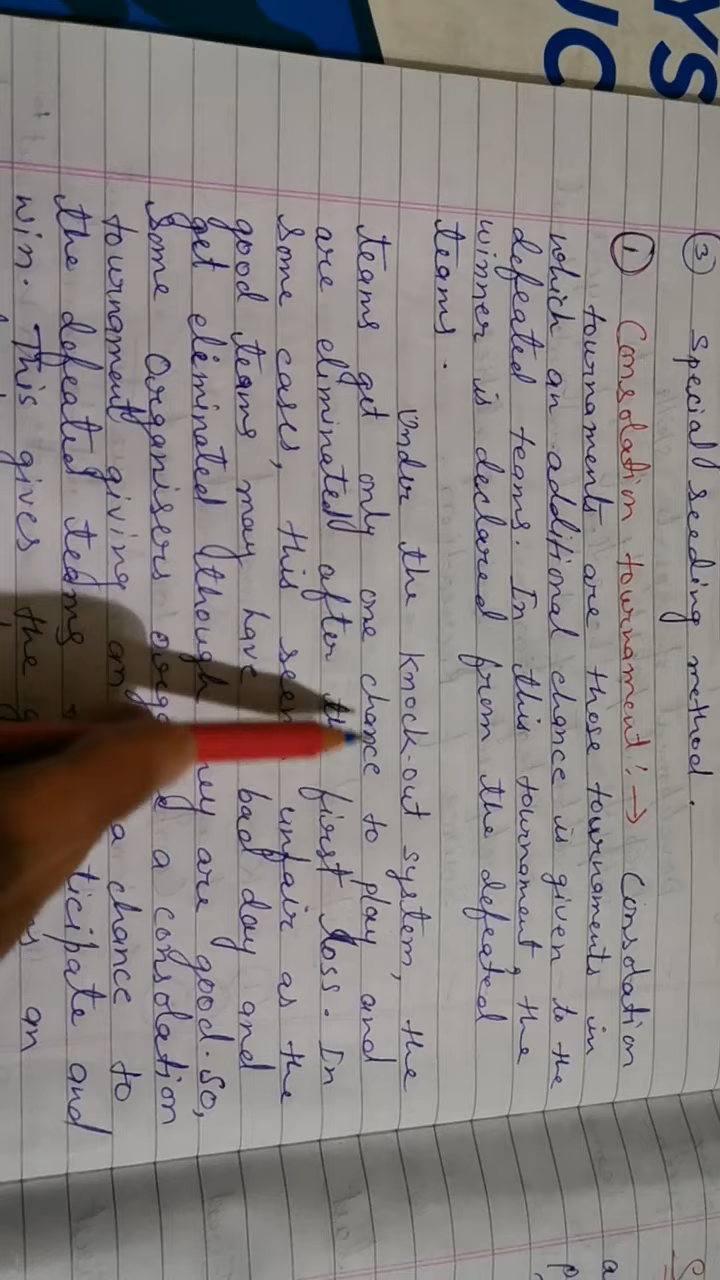 YS
IC
③ Special seeding method.
① Consolation tournament:→ Consolation
tournaments are those tournaments in
which an additional chance is given to the
defeated teams. In this tournament, the
winner is declared from the defeated
teams.
Under the knock-out system, the
teams get only one chance to play and
are eliminated after first loss. In
some cases, this unfair as the
good teams may have bad day and
get eliminated though are good. So,
some organisers a consolation
tournament giving a chance to
the defeated teams and
win. This gives the an